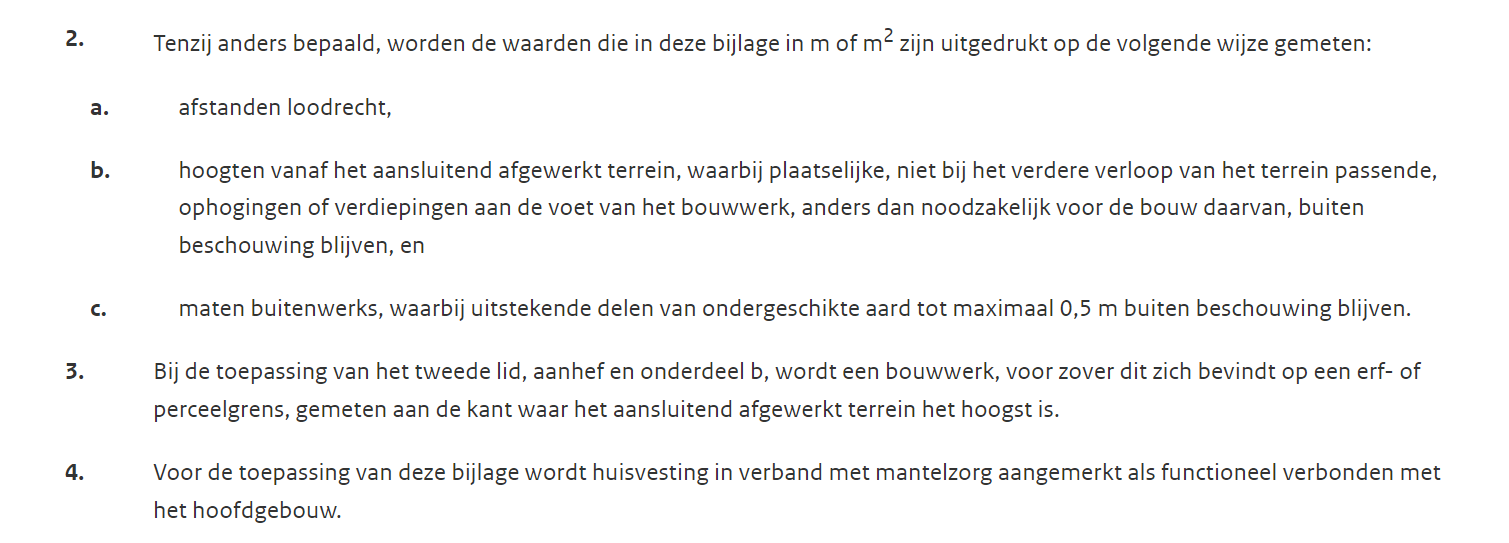 2. Tenzij anders bepaald, worden de waarden die in deze bijlage in m of m² zijn uitgedrukt op de volgende wijze gemeten:
a. afstanden loodrecht,
b. hoogten vanaf het aansluitend afgewerkt terrein, waarbij plaatselijke, niet bij het verdere verloop van het terrein passende,
ophogingen of verdiepingen aan de voet van het bouwwerk, anders dan noodzakelijk voor de bouw daarvan, buiten
beschouwing blijven, en
c. maten buitenwerks, waarbij uitstekende delen van ondergeschikte aard tot maximaal 0,5 m buiten beschouwing blijven.
3. Bij de toepassing van het tweede lid, aanhef en onderdeel b, wordt een bouwwerk, voor zover dit zich bevindt op een erf- of
perceelgrens, gemeten aan de kant waar het aansluitend afgewerkt terrein het hoogst is.
4. Voor de toepassing van deze bijlage wordt huisvesting in verband met mantelzorg aangemerkt als functioneel verbonden met
het hoofdgebouw.